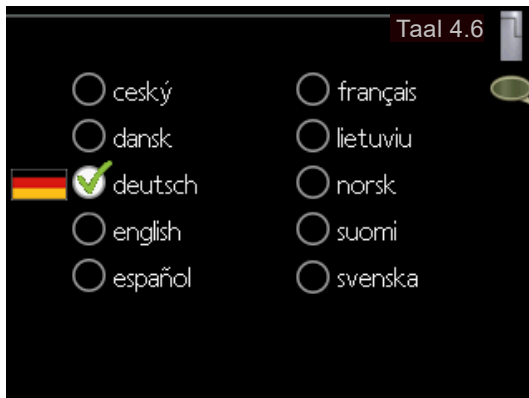 Taal 4.6
ceský
dansk
deutsch
english
español
français
lietuviu
norsk
suomi
svenska